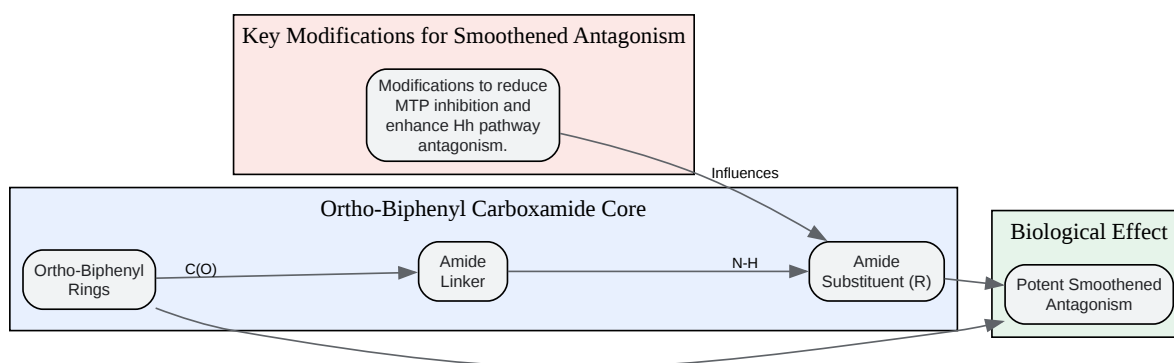 Key Modifications for Smoothened Antagonism
Modifications to reduce
MTP inhibition and
enhance Hh pathway
antagonism.
Influences
Ortho-Biphenyl Carboxamide Core
Ortho-Biphenyl
Rings
C(O)
Amide
Linker
N-H
Amide
Substituent (R)
Biological Effect
Potent Smoothened
Antagonism